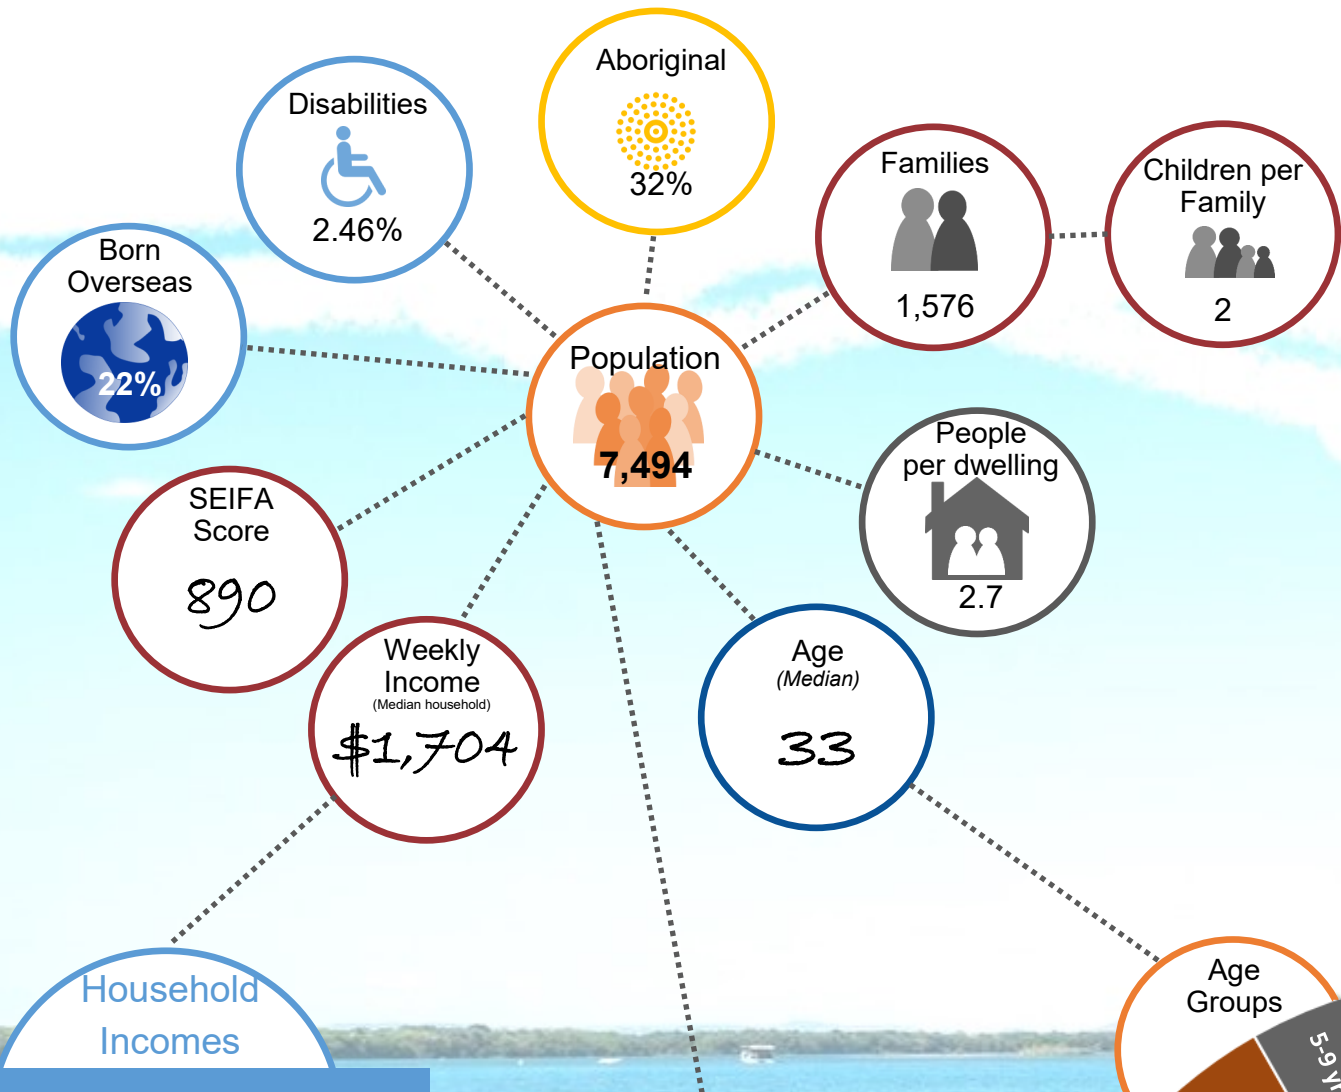 Aboriginal
32%
Disabilities
2.46%
Families
1,576
Children per
Family
2
Born
Overseas
22%
Population
7,494
People
per dwelling
2.7
SEIFA
Score
890
Weekly
Income
(Median household)
$1,704
Age
(Median)
33
Household
Incomes
Age
Groups
5-9 y